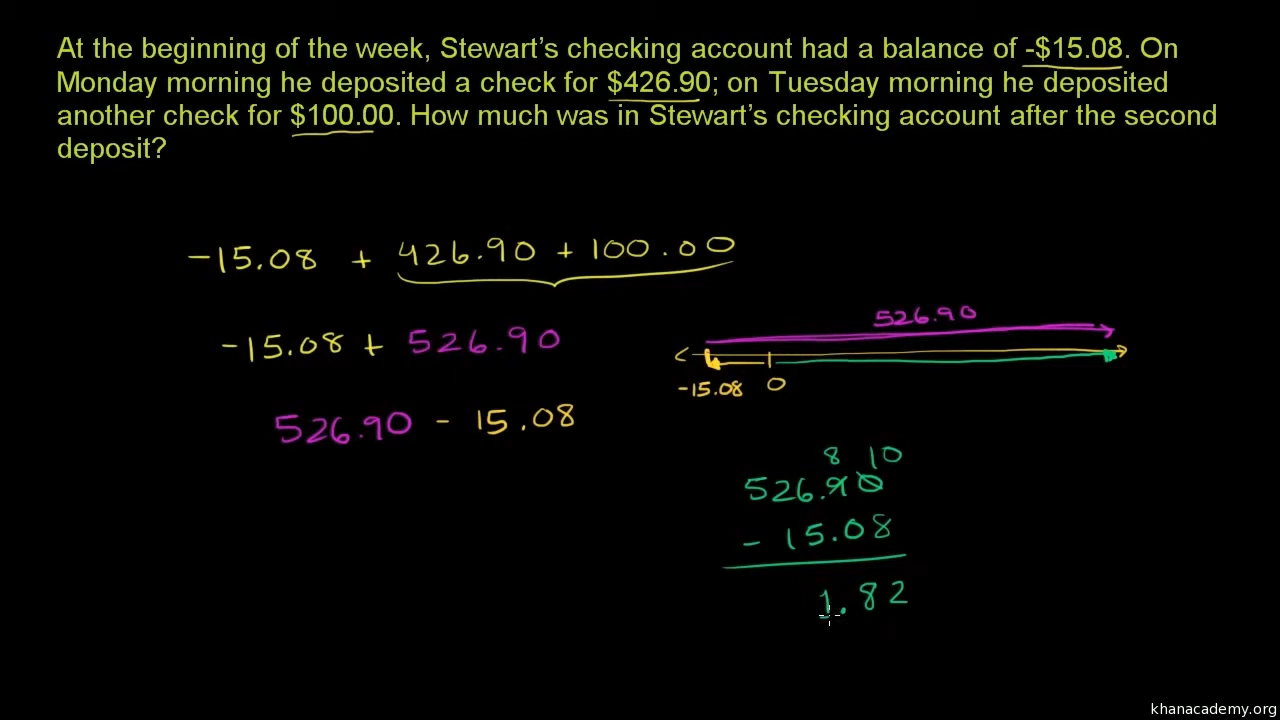 At the beginning of the week, Stewart’s checking account had a balance of -$15.08. On
Monday morning he deposited a check for $426.90; on Tuesday morning he deposited
another check for $100.00. How much was in Stewart’s checking account after the second
deposit?
-15.08 + 426.90 + 100.00
-15.08 + 526.90
526.90 - 15.08
526.90
-15.08 0
8 10
526.90
- 15.08
1.82
khanacademy.org